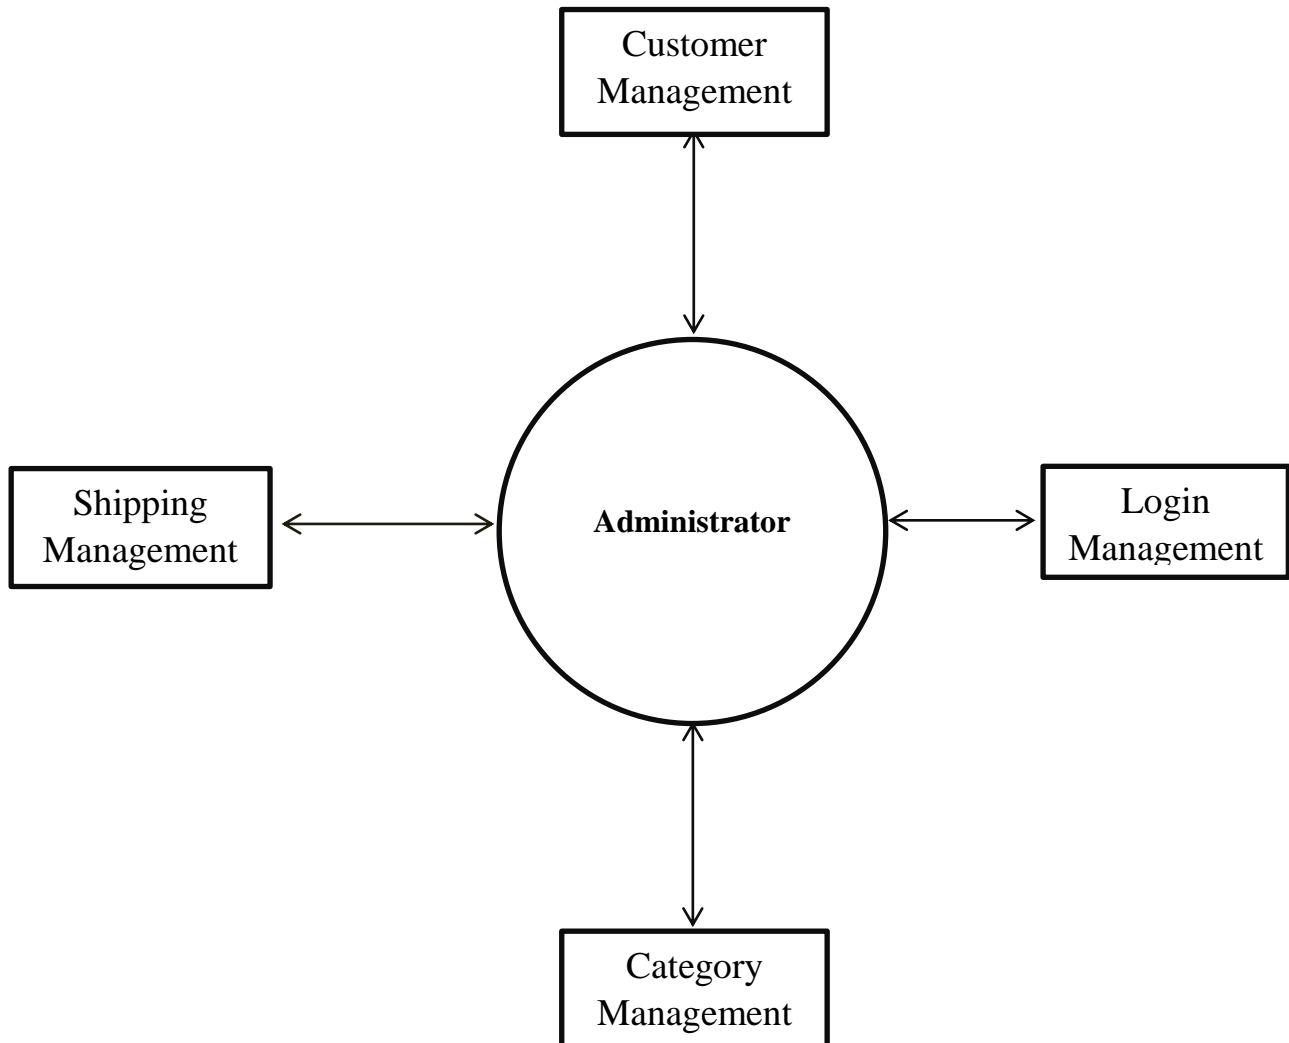 Customer
Management
Shipping
Management
Administrator
Login
Management
Category
Management